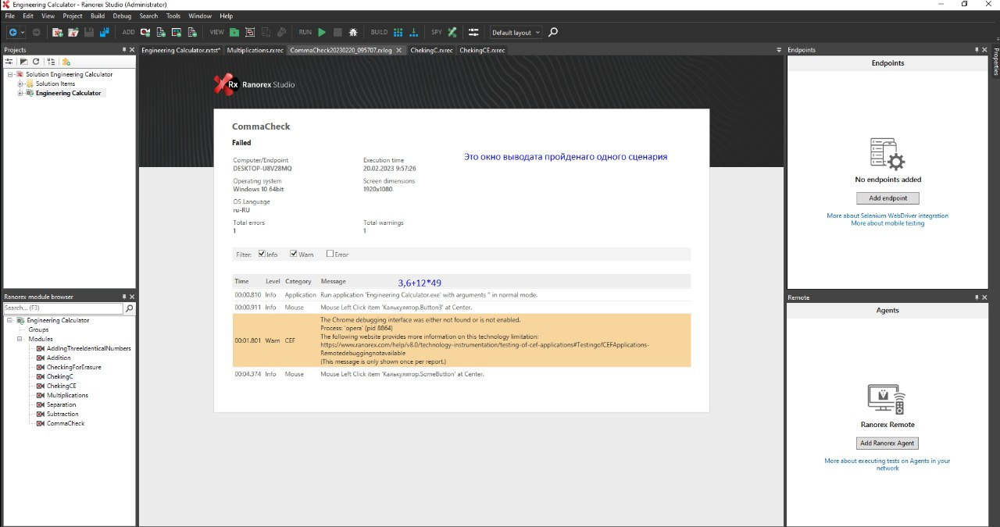 Engineering Calculator - Ranorex Studio (Administrator)
File Edit View Project Build Debug Search Tools Window Help
ADD VIEW RUN BUILD SPY Default layout
Projects
Solution Engineering Calculator
Solution Items
Engineering Calculator
Ranorex module browser
Search... (F3)
Engineering Calculator
Groups
Modules
AddIngThreeIdenticalNumbers
Addition
CheckingForErasure
ChekingC
ChekingCE
Multiplications
Separation
Subtraction
CommaCheck
Engineering Calculator.rxtst* Multiplications.rxrec CommaCheck20230220_095707.rxlog ChekingC.rxrec ChekingCE.rxrec
Rx Ranorex Studio
CommaCheck
Failed
Это окно выводата пройденаго одного сценария
Computer/Endpoint Execution time
DESKTOP-U8V28MQ 20.02.2023 9:57:26
Operating system Screen dimensions
Windows 10 64bit 1920x1080
OS Language
ru-RU
Total errors Total warnings
1 1
Filter: Info Warn Error
Time Level Category Message 3,6+12*49
00:00.810 Info Application Run application 'Engineering Calculator.exe' with arguments '' in normal mode.
00:00.911 Info Mouse Mouse Left Click item 'Калькулятор.Button3' at Center.
The Chrome debugging interface was either not found or is not enabled.
Process: 'opera' (pid 8864)
The following website provides more information on this technology limitation:
00:01.801 Warn CEF https://www.ranorex.com/help/v8.0/technology-instrumentation/testing-of-cef-applications#TestingofCEFApplications-
Remotedebuggingnotavailable
(This message is only shown once per report.)
00:04.374 Info Mouse Mouse Left Click item 'Калькулятор.SomeButton' at Center.
Endpoints
Endpoints
No endpoints added
Add endpoint
More about Selenium WebDriver integration
More about mobile testing
Remote
Agents
Ranorex Remote
Add Ranorex Agent
More about executing tests on Agents in your
network
Properties